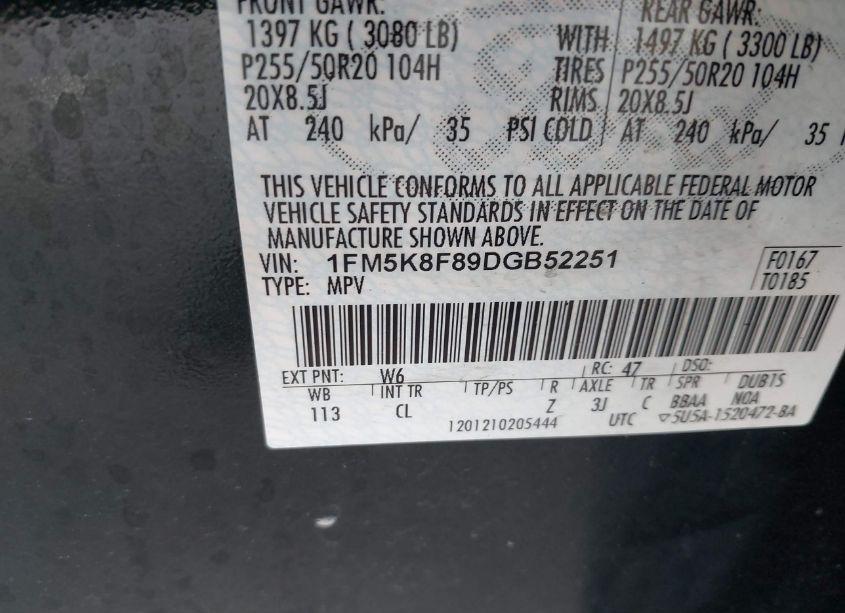 FRONT GAWR: REAR GAWR:
1397 KG ( 3080 LB) WITH 1497 KG ( 3300 LB)
P255/50R20 104H TIRES P255/50R20 104H
20X8.5J RIMS 20X8.5J
AT 240 kPa/ 35 PSI COLD AT 240 kPa/ 35
THIS VEHICLE CONFORMS TO ALL APPLICABLE FEDERAL MOTOR
VEHICLE SAFETY STANDARDS IN EFFECT ON THE DATE OF
MANUFACTURE SHOWN ABOVE.
VIN: 1FM5K8F89DGB52251 F0167
TYPE: MPV T0185
EXT PNT: W6 RC: 47 DSO:
WB INT TR TP/PS R AXLE TR SPR DUBTS
113 CL Z 3J C BBAA NOA
1201210205444 UTC ▽5U5A-1520472-BA